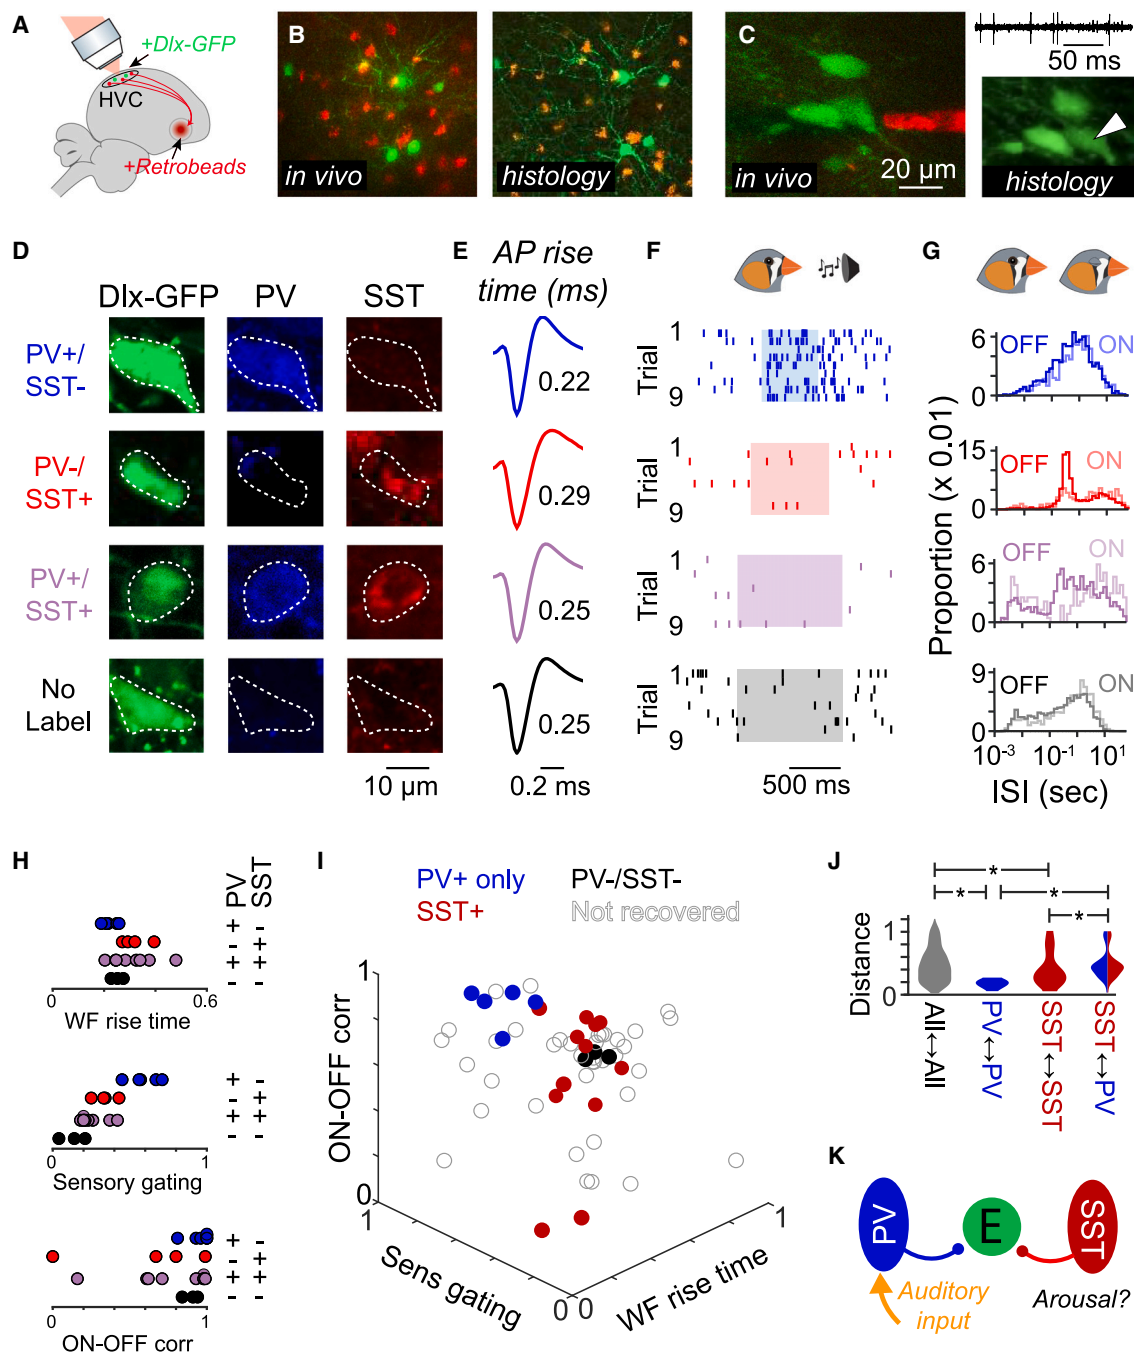 A
+Dlx-GFP
HVC
+Retrobeads
B
in vivo
histology
C
in vivo
20 µm
50 ms
histology
D
Dlx-GFP PV SST
PV+/
SST-
PV-/
SST+
PV+/
SST+
No
Label
10 µm
E
AP rise
time (ms)
0.22
0.29
0.25
0.25
0.2 ms
F
1
Trial
9
1
Trial
9
1
Trial
9
1
Trial
9
500 ms
G
Proportion (x 0.01)
6
OFF ON
0
15
OFF ON
0
6
OFF ON
0
9
OFF ON
0
10-3 10-1 101
ISI (sec)
H
PV SST
+ -
- +
+ +
- -
0 0.6
WF rise time
+ -
- +
+ +
- -
0 1
Sensory gating
+ -
- +
+ +
- -
0 1
ON-OFF corr
I
PV+ only PV-/SST-
SST+ Not recovered
1
ON-OFF corr
0
1
Sens gating
0 0
WF rise time
1
J
* * * *
Distance
1
0
All↔All
PV↔PV
SST↔SST
SST↔PV
K
PV
E
SST
Auditory
input
Arousal?